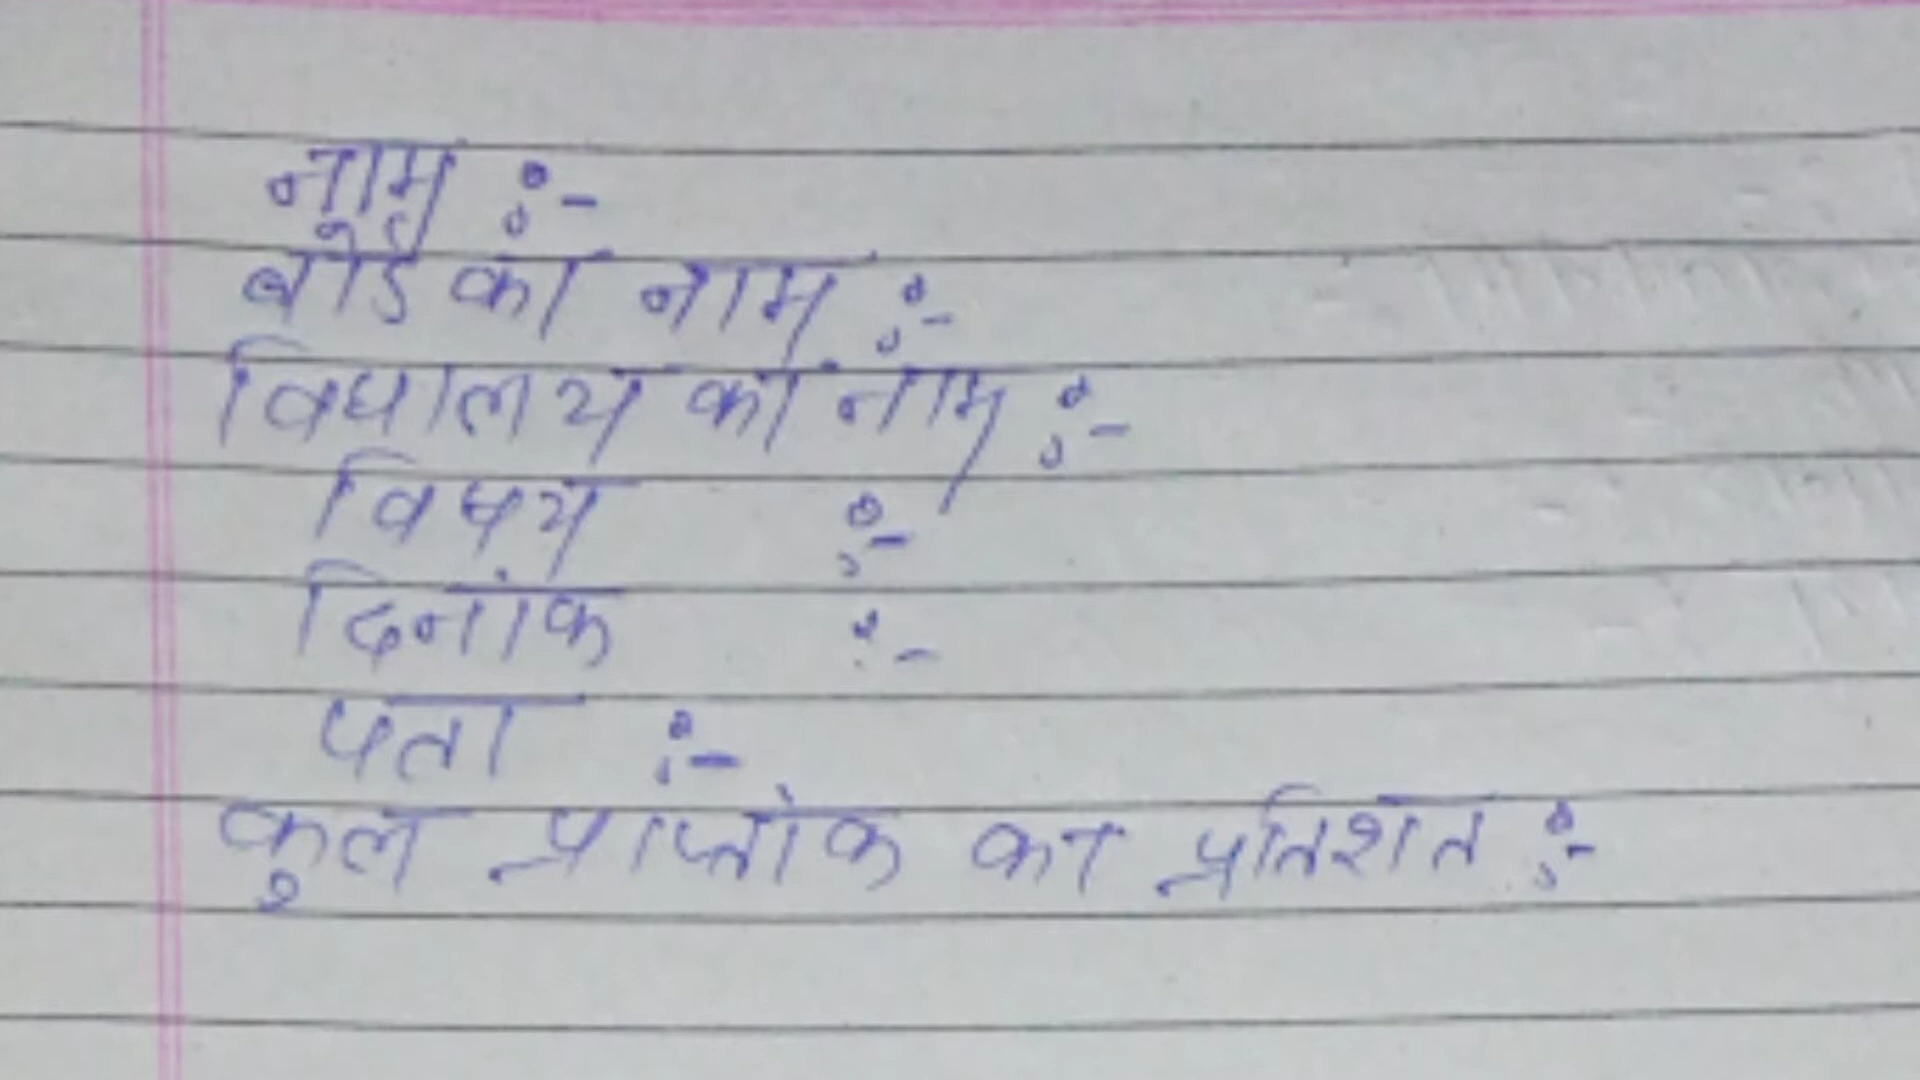 नाम :-
बोर्ड का नाम :-
विधालय का नाम :-
विषय :-
दिनांक :-
पता :-
कुल प्राप्तांक का प्रतिशत :-